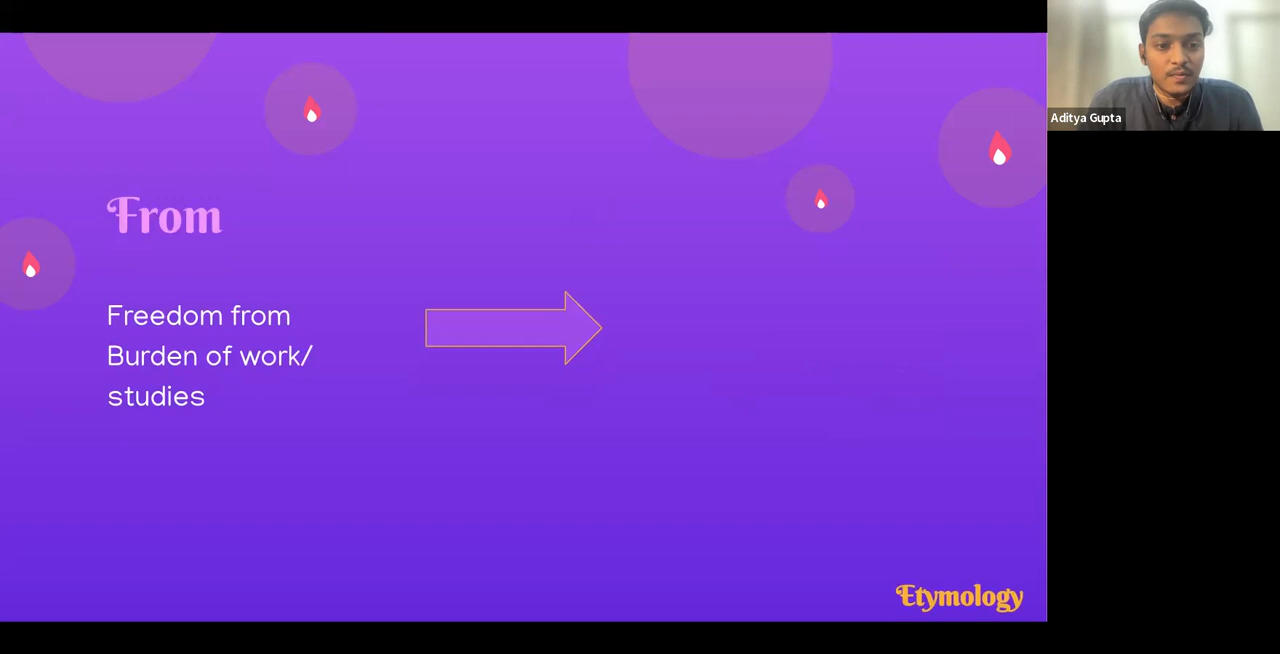 Aditya Gupta
From
Freedom from
Burden of work/
studies
Etymology